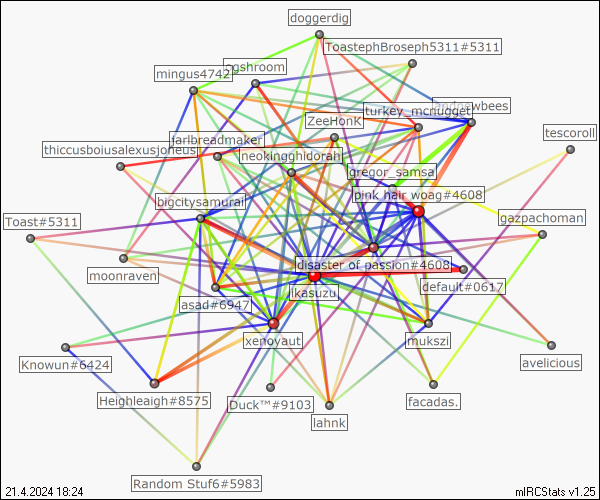 doggerdig
ToastephBroseph5311#5311
mingus4742
ogshroom
turkey_mcnugget
ZeeHonk
tescoroll
farlbreadmaker
thiccusboiusalexusjoneus
neokingghidorah
gregor_samsa
pink hair woag#4608
bigcitysamurai
Toast#5311
gazpachoman
disaster of passion#4608
moonraven
default#0617
ikasuzu
asad#6947
xenoyaut
mukszi
avelicious
Knowun#6424
Heighleaigh#8575
Duck™#9103
facadas.
lahnk
Random Stuf6#5983
21.4.2024 18:24
mIRCStats v1.25